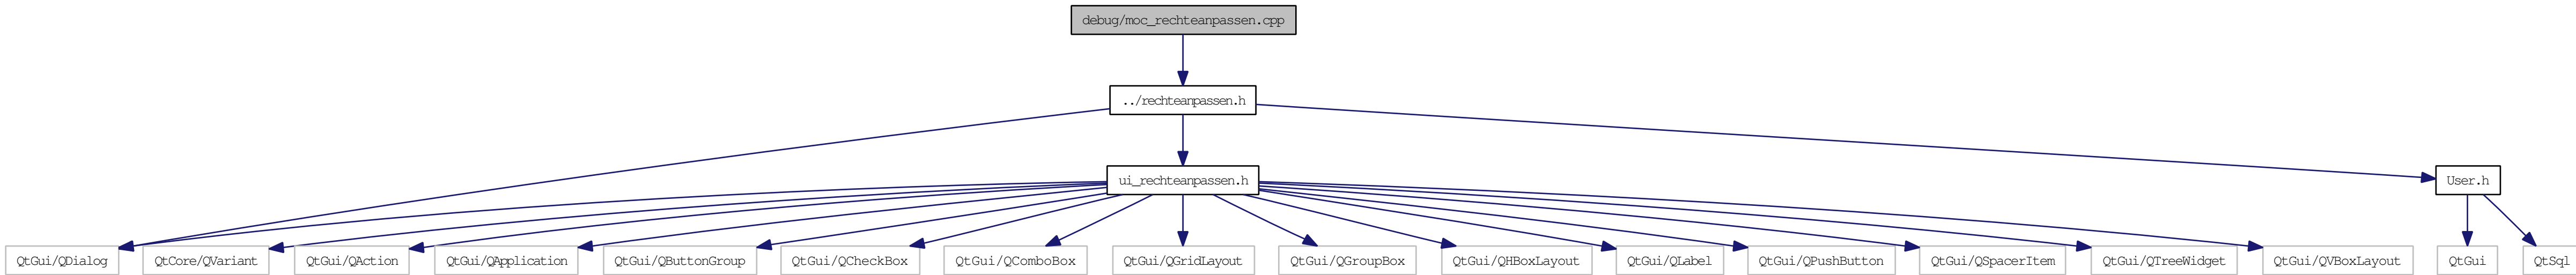 debug/moc_rechteanpassen.cpp
../rechteanpassen.h
ui_rechteanpassen.h
User.h
QtGui/QDialog
QtCore/QVariant
QtGui/QAction
QtGui/QApplication
QtGui/QButtonGroup
QtGui/QCheckBox
QtGui/QComboBox
QtGui/QGridLayout
QtGui/QGroupBox
QtGui/QHBoxLayout
QtGui/QLabel
QtGui/QPushButton
QtGui/QSpacerItem
QtGui/QTreeWidget
QtGui/QVBoxLayout
QtGui
QtSql